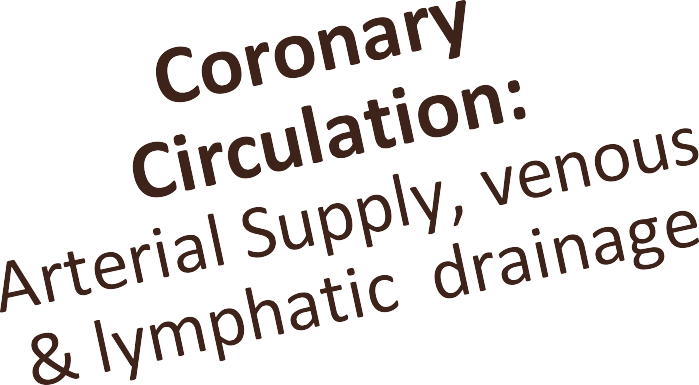 Coronary
Circulation:
Arterial Supply, venous
& lymphatic drainage